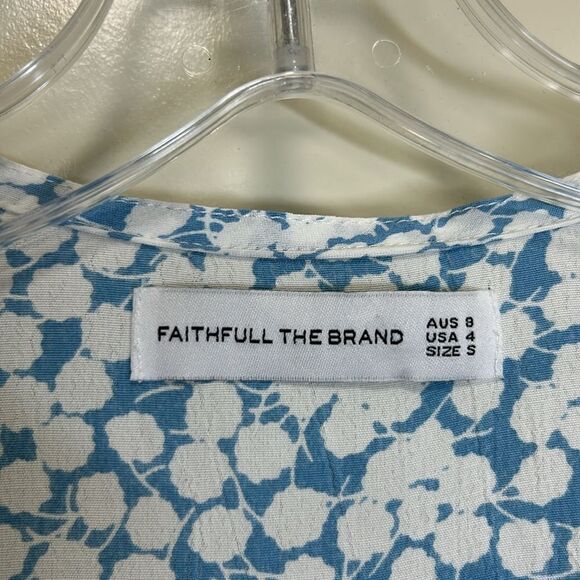 FAITHFULL THE BRAND
AUS 8
USA 4
SIZE S